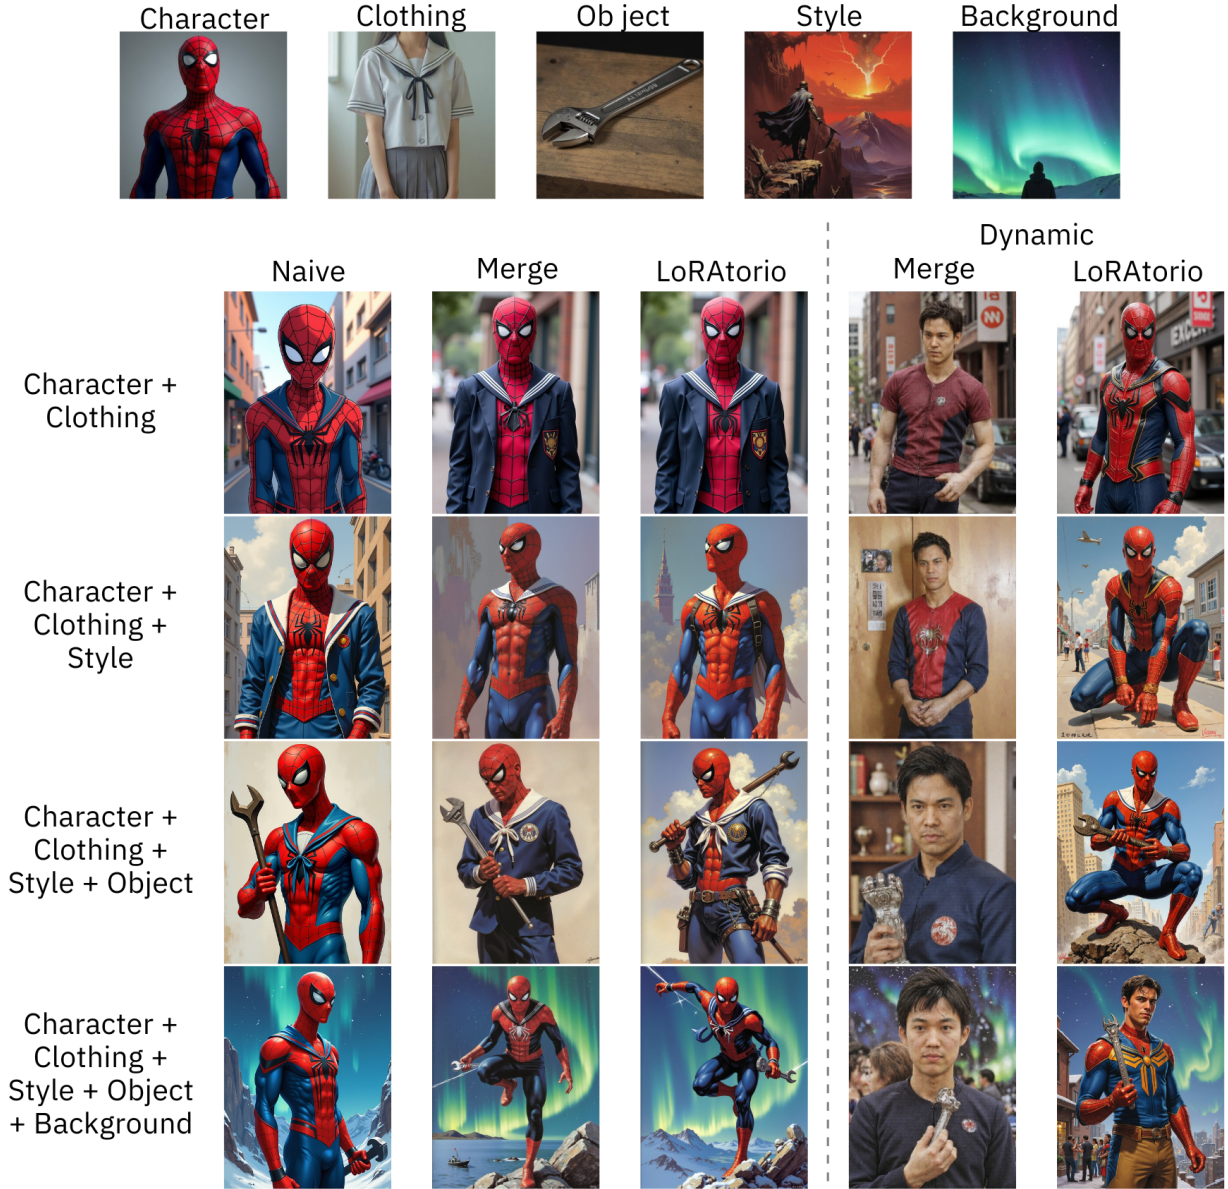 Character
Clothing
Ob ject
Style
Background
Dynamic
Naive
Merge
LoRAtorio
Merge
LoRAtorio
Character +
Clothing
Character +
Clothing +
Style
Character +
Clothing +
Style + Object
Character +
Clothing +
Style + Object
+ Background